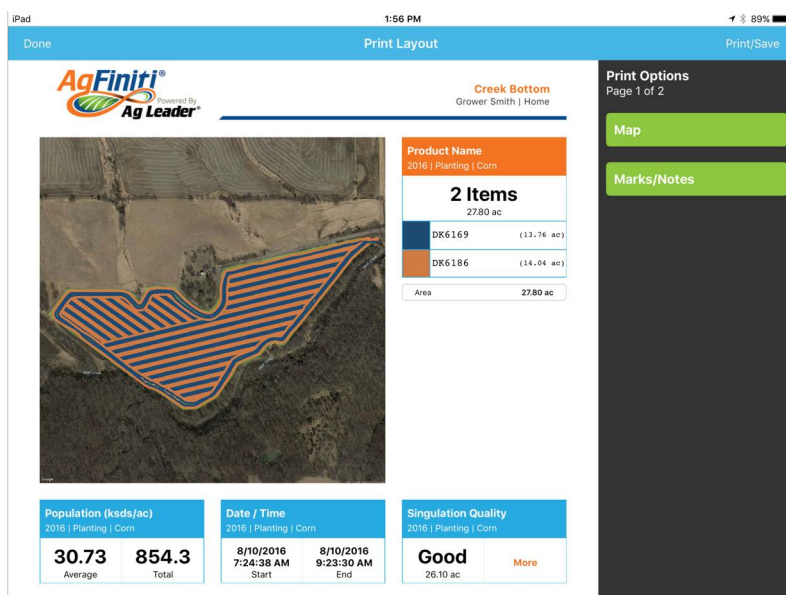 iPad
1:56 PM
89%
Done
Print Layout
Print/Save
AgFiniti®
Powered By
Ag Leader®
Creek Bottom
Grower Smith | Home
Print Options
Page 1 of 2
Map
Marks/Notes
Product Name
2016 | Planting | Corn
2 Items
27.80 ac
DK6169 (13.76 ac)
DK6186 (14.04 ac)
Area 27.80 ac
Google
Population (ksds/ac)
2016 | Planting | Corn
30.73 854.3
Average Total
Date / Time
2016 | Planting | Corn
8/10/2016 8/10/2016
7:24:38 AM 9:23:30 AM
Start End
Singulation Quality
2016 | Planting | Corn
Good
26.10 ac
More